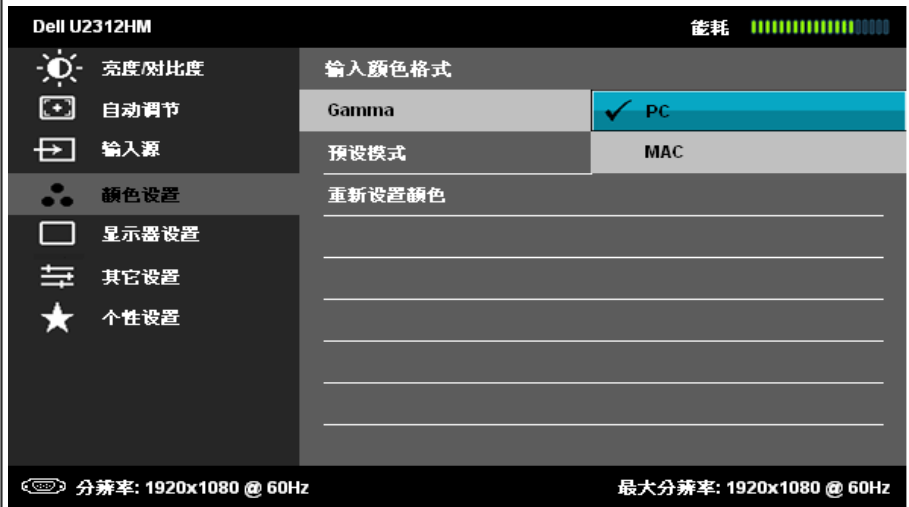 Dell U2312HM 能耗
亮度/对比度 输入颜色格式
自动调节 Gamma ✓ PC
输入源 预设模式 MAC
颜色设置 重新设置颜色
显示器设置
其它设置
个性设置
分辨率: 1920x1080 @ 60Hz 最大分辨率: 1920x1080 @ 60Hz